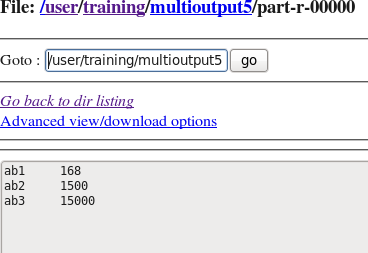 File: /user/training/multioutput5/part-r-00000
Goto : /user/training/multioutput5 go
Go back to dir listing
Advanced view/download options
ab1 168
ab2 1500
ab3 15000